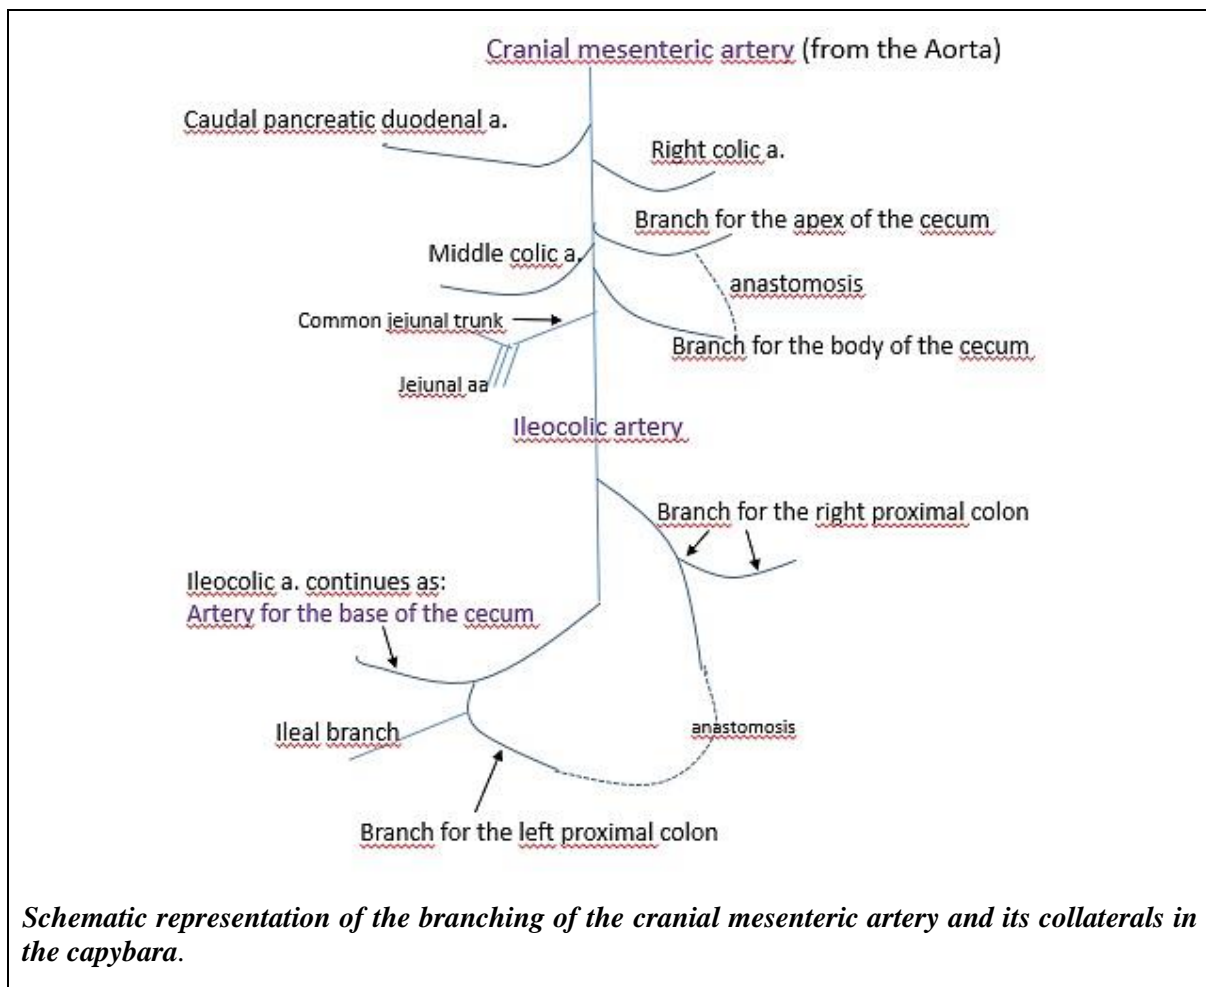 Cranial mesenteric artery (from the Aorta)
Caudal pancreatic duodenal a.
Right colic a.
Branch for the apex of the cecum
Middle colic a.
anastomosis
Common jejunal trunk
Branch for the body of the cecum
Jejunal aa
Ileocolic artery
Branch for the right proximal colon
Ileocolic a. continues as:
Artery for the base of the cecum
anastomosis
Ileal branch
Branch for the left proximal colon
Schematic representation of the branching of the cranial mesenteric artery and its collaterals in
the capybara.